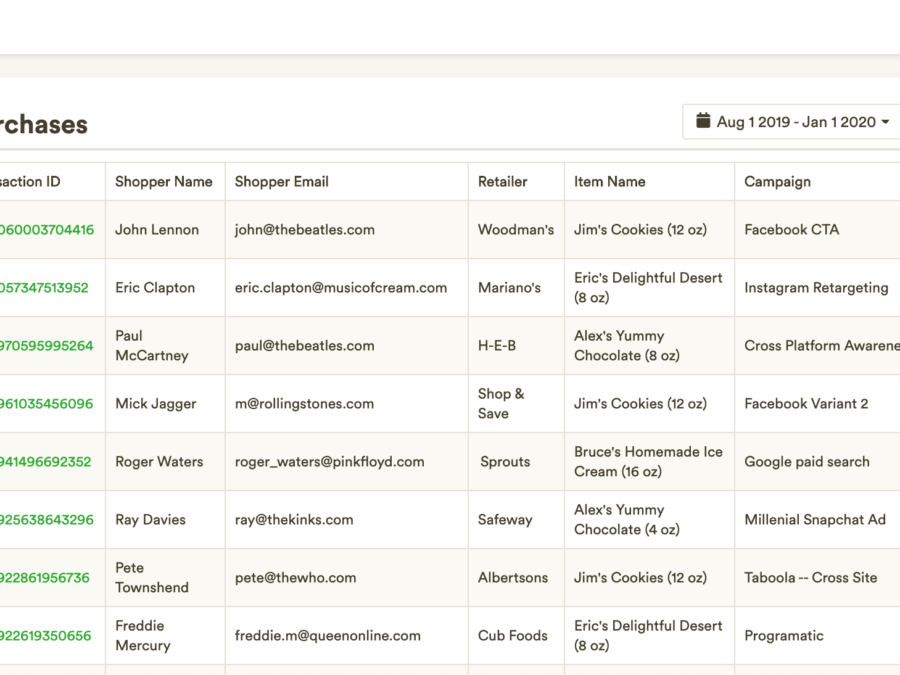 rchases
Aug 1 2019 - Jan 1 2020
saction ID Shopper Name Shopper Email Retailer Item Name Campaign
060003704416 John Lennon john@thebeatles.com Woodman's Jim's Cookies (12 oz) Facebook CTA
057347513952 Eric Clapton eric.clapton@musicofcream.com Mariano's Eric's Delightful Desert (8 oz) Instagram Retargeting
970595995264 Paul McCartney paul@thebeatles.com H-E-B Alex's Yummy Chocolate (8 oz) Cross Platform Awarene
961035456096 Mick Jagger m@rollingstones.com Shop & Save Jim's Cookies (12 oz) Facebook Variant 2
941496692352 Roger Waters roger_waters@pinkfloyd.com Sprouts Bruce's Homemade Ice Cream (16 oz) Google paid search
925638643296 Ray Davies ray@thekinks.com Safeway Alex's Yummy Chocolate (4 oz) Millenial Snapchat Ad
922861956736 Pete Townshend pete@thewho.com Albertsons Jim's Cookies (12 oz) Taboola -- Cross Site
922619350656 Freddie Mercury freddie.m@queenonline.com Cub Foods Eric's Delightful Desert (8 oz) Programatic